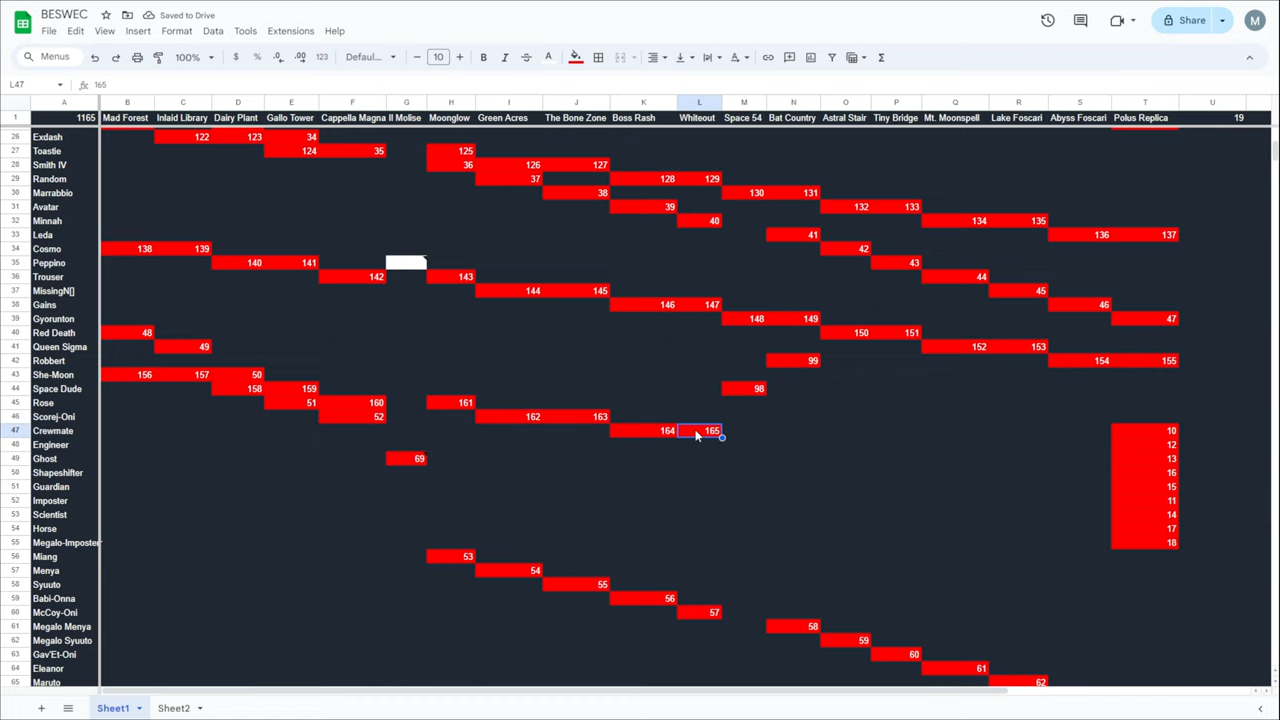 BESWEC Saved to Drive
File Edit View Insert Format Data Tools Extensions Help
Share M
Menus 100% $ % .0 .00 123 Defaul... 10 B I A
L47 fx 165
A B C D E F G H I J K L M N O P Q R S T U
1 1165 Mad Forest Inlaid Library Dairy Plant Gallo Tower Cappella Magna Il Molise Moonglow Green Acres The Bone Zone Boss Rash Whiteout Space 54 Bat Country Astral Stair Tiny Bridge Mt. Moonspell Lake Foscari Abyss Foscari Polus Replica 19
26 Exdash 122 123 34
27 Toastie 124 35 125
28 Smith IV 36 126 127
29 Random 37 128 129
30 Marrabbio 38 130 131
31 Avatar 39 132 133
32 Minnah 40 134 135
33 Leda 41 136 137
34 Cosmo 138 139 42
35 Peppino 140 141 43
36 Trouser 142 143 44
37 MissingN[] 144 145 45
38 Gains 146 147 46
39 Gyorunton 148 149 47
40 Red Death 48 150 151
41 Queen Sigma 49 152 153
42 Robbert 99 154 155
43 She-Moon 156 157 50
44 Space Dude 158 159 98
45 Rose 51 160 161
46 Scorej-Oni 52 162 163
47 Crewmate 164 165 10
48 Engineer 12
49 Ghost 69 13
50 Shapeshifter 16
51 Guardian 15
52 Imposter 11
53 Scientist 14
54 Horse 17
55 Megalo-Imposter 18
56 Miang 53
57 Menya 54
58 Syuuto 55
59 Babi-Onna 56
60 McCoy-Oni 57
61 Megalo Menya 58
62 Megalo Syuuto 59
63 Gav'Et-Oni 60
64 Eleanor 61
65 Maruto 62
Sheet1 Sheet2